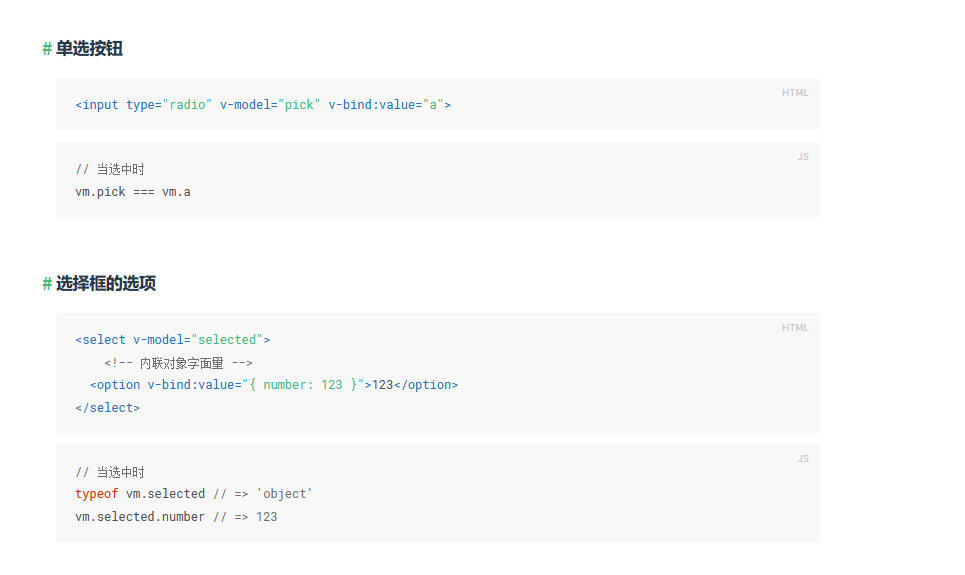 # 单选按钮
HTML
<input type="radio" v-model="pick" v-bind:value="a">
JS
// 当选中时
vm.pick === vm.a
# 选择框的选项
HTML
<select v-model="selected">
<!-- 内联对象字面量 -->
<option v-bind:value="{ number: 123 }">123</option>
</select>
JS
// 当选中时
typeof vm.selected // => 'object'
vm.selected.number // => 123